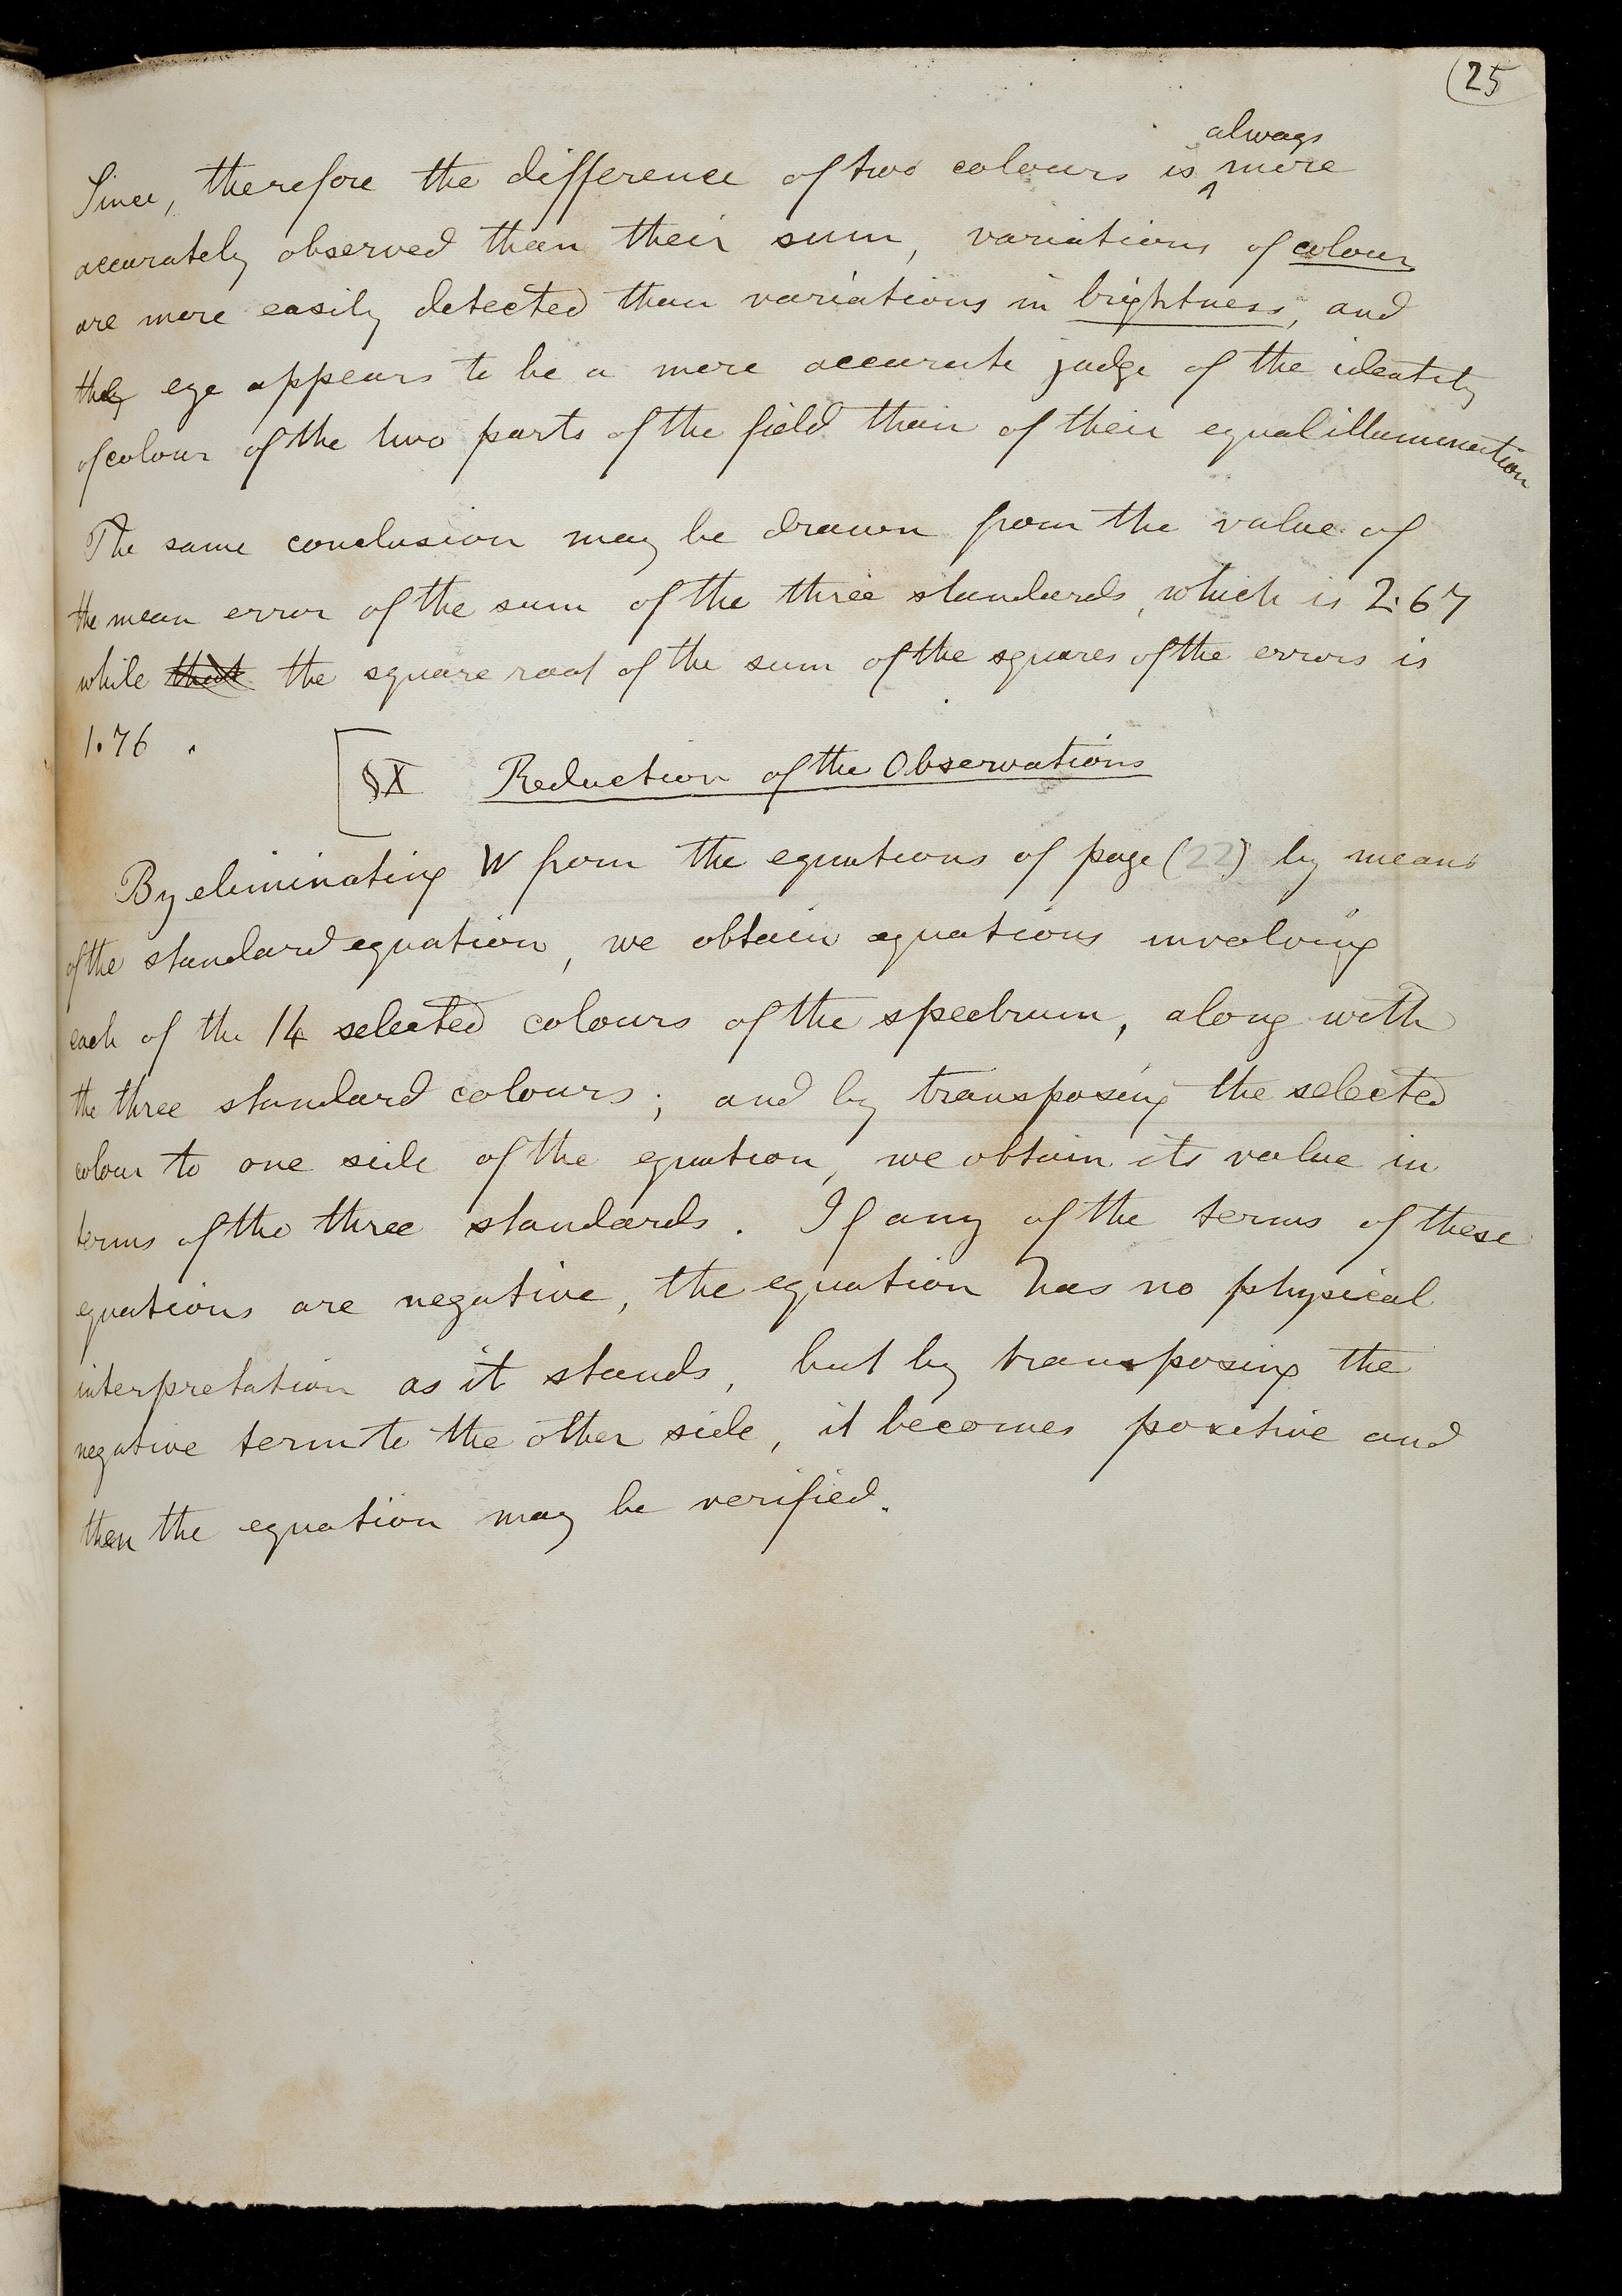 (25
always
Since, therefore the difference of two colours is ^ more
accurately observed than their sum, variations of colour
are more easily detected than variations in brightness, and
the eye appears to be a more accurate judge of the identity
of colour of the two parts of the field than of their equal illumination
The same conclusion may be drawn from the value of
the mean error of the sum of the three standards, which is 2.67
while that the square root of the sum of the squares of the errors is
1.76 .
[§X Reduction of the Observations
By eliminating W from the equations of page (22) by means
of the standard equation, we obtain equations involving
each of the 14 selected colours of the spectrum, along with
the three standard colours; and by transposing the selected
colour to one side of the equation, we obtain its value in
terms of the three standards. If any of the terms of these
equations are negative, the equation has no physical
interpretation as it stands, but by transposing the
negative term to the other side, it becomes positive and
then the equation may be verified.